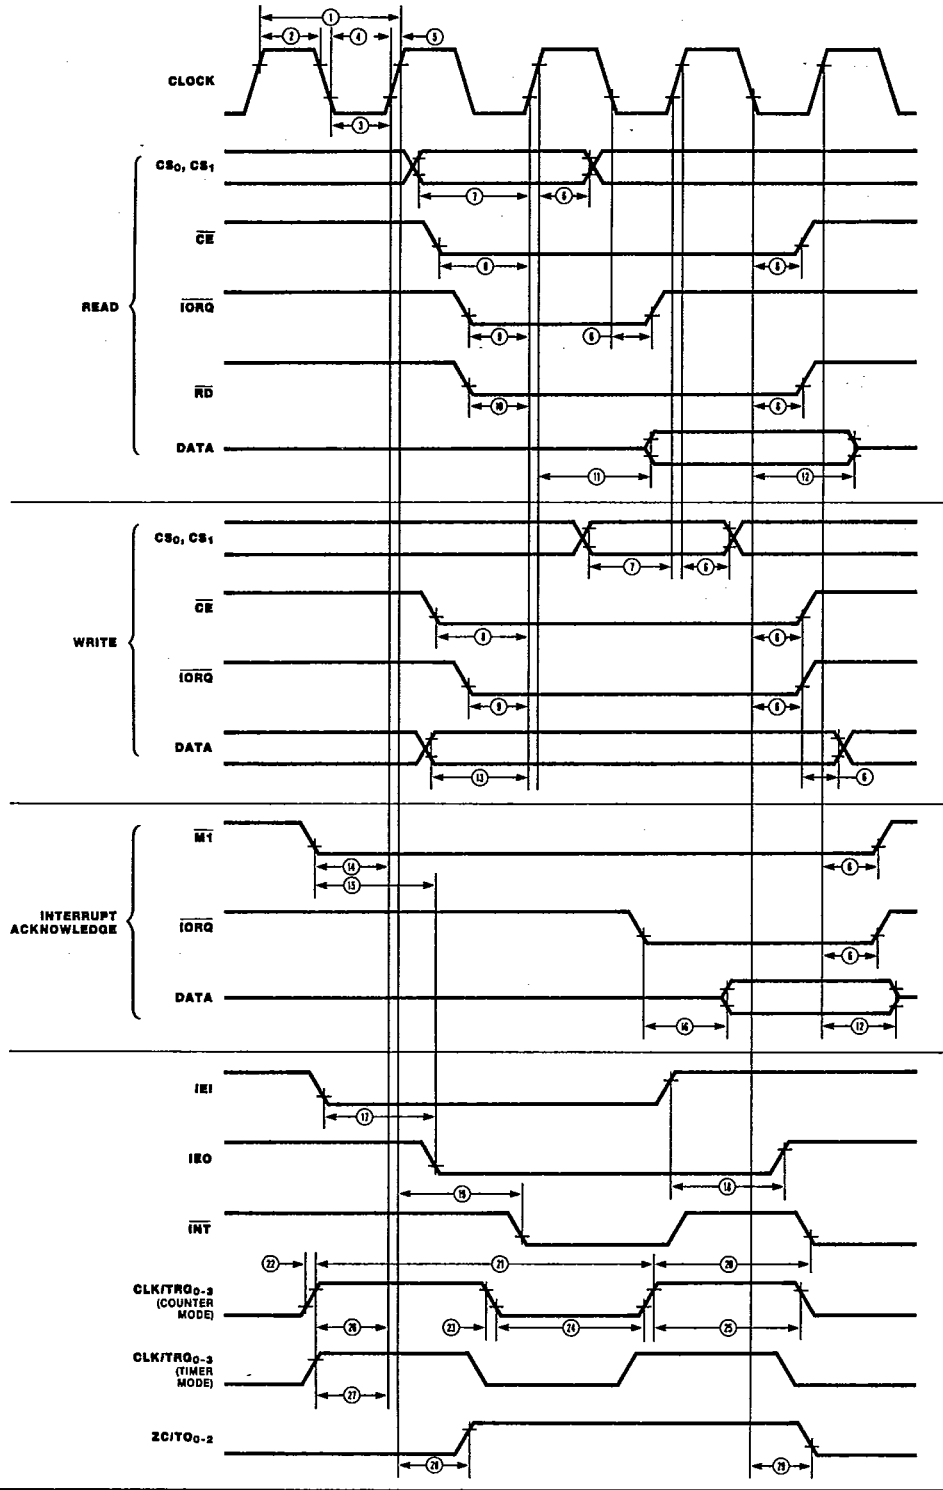 1
2 4 5
CLOCK
3
READ
CS0, CS1
7 6
CE
8 6
IORQ
9 6
RD
10 6
DATA
11 12
WRITE
CS0, CS1
7 6
CE
8 6
IORQ
9 6
DATA
13 6
INTERRUPT
ACKNOWLEDGE
M1
14 6
15
IORQ
6
DATA
16 12
IEI
17
IEO
19 18
INT
22 21 20
CLK/TRG0-3
(COUNTER
MODE)
26 23 24 25
CLK/TRG0-3
(TIMER
MODE)
27
ZC/TO0-2
28 29